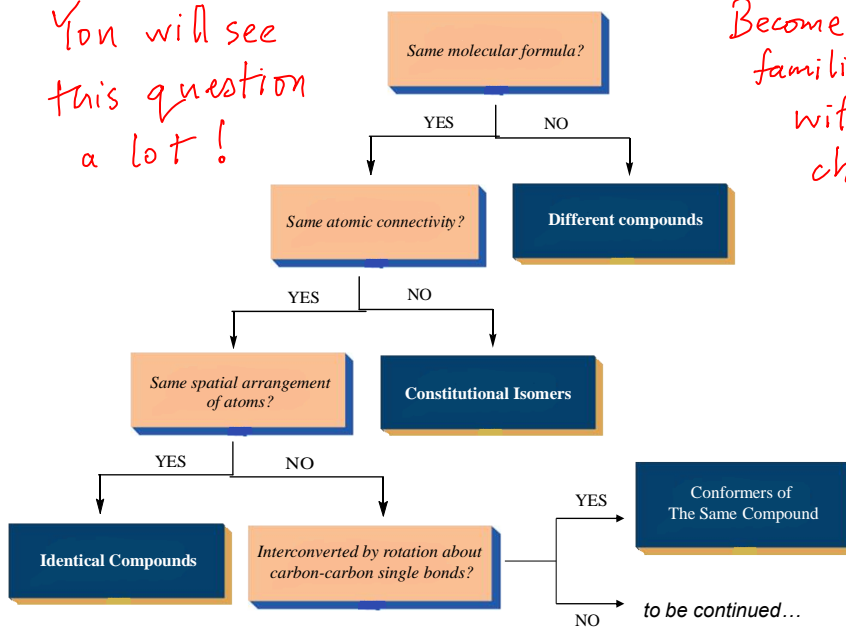 You will see
this question
a lot!
Become
with
Same molecular formula?
YES
NO
Same atomic connectivity?
Different compounds
YES
NO
Same spatial arrangement
of atoms?
Constitutional Isomers
YES
NO
Identical Compounds
Interconverted by rotation about
carbon-carbon single bonds?
YES
Conformers of
The Same Compound
NO
to be continued…